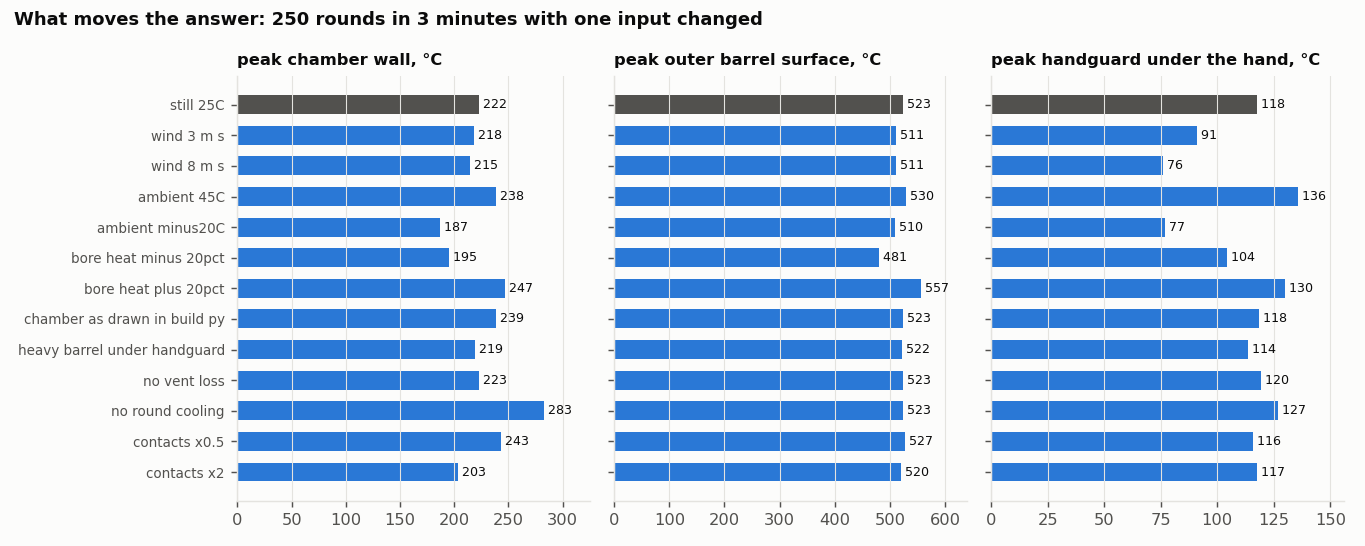 What moves the answer: 250 rounds in 3 minutes with one input changed
peak chamber wall, °C
peak outer barrel surface, °C
peak handguard under the hand, °C
still 25C 222 523 118
wind 3 m s 218 511 91
wind 8 m s 215 511 76
ambient 45C 238 530 136
ambient minus20C 187 510 77
bore heat minus 20pct 195 481 104
bore heat plus 20pct 247 557 130
chamber as drawn in build py 239 523 118
heavy barrel under handguard 219 522 114
no vent loss 223 523 120
no round cooling 283 523 127
contacts x0.5 243 527 116
contacts x2 203 520 117
0 50 100 150 200 250 300
0 100 200 300 400 500 600
0 25 50 75 100 125 150